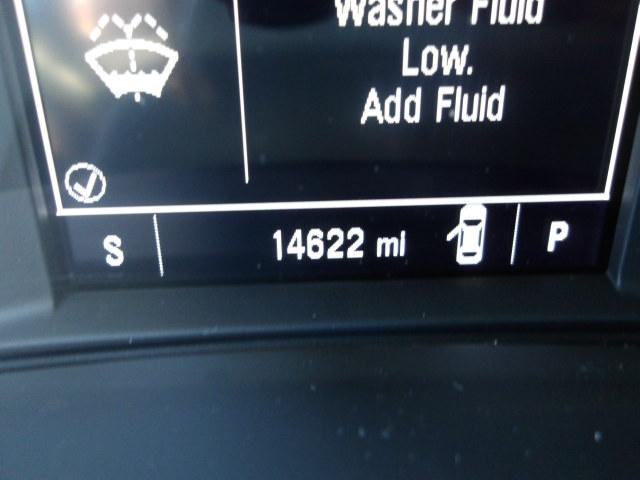 Washer Fluid
Low.
Add Fluid
S 14622 mi P